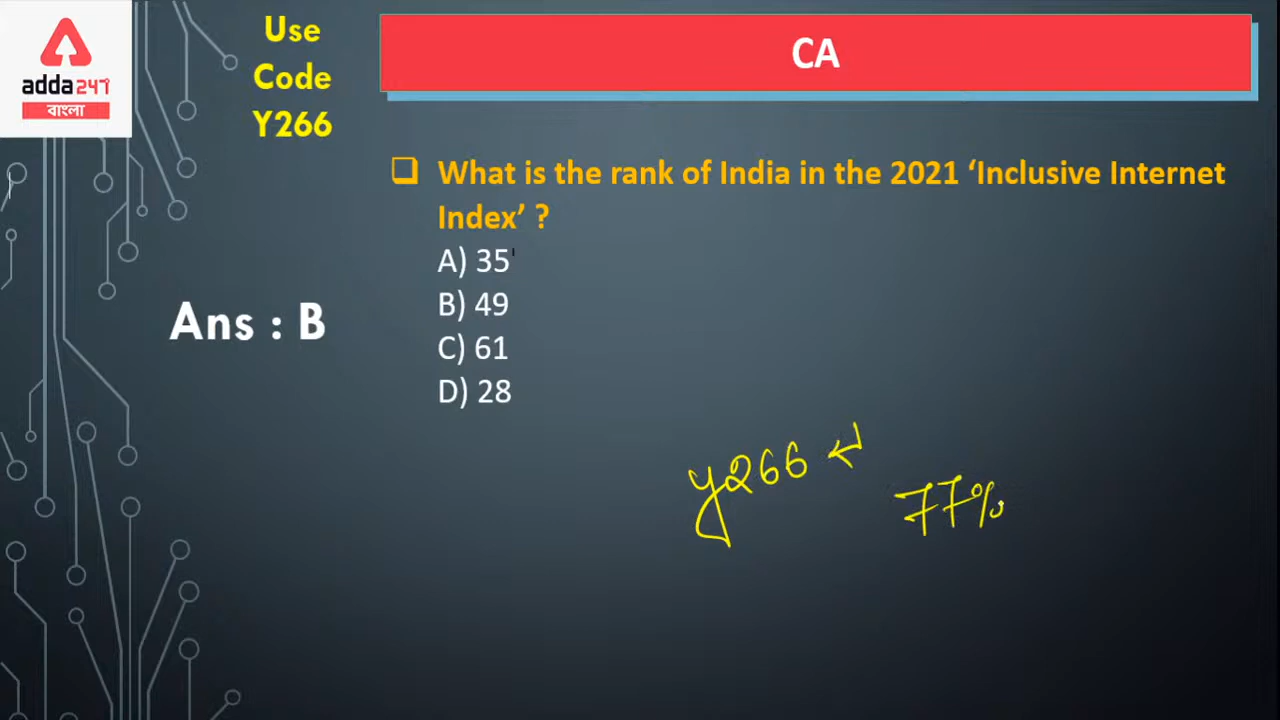 adda247
বাংলা
Use
Code
Y266
CA
What is the rank of India in the 2021 ‘Inclusive Internet
Index’ ?
A) 35
B) 49
C) 61
D) 28
Ans : B
y266
77%